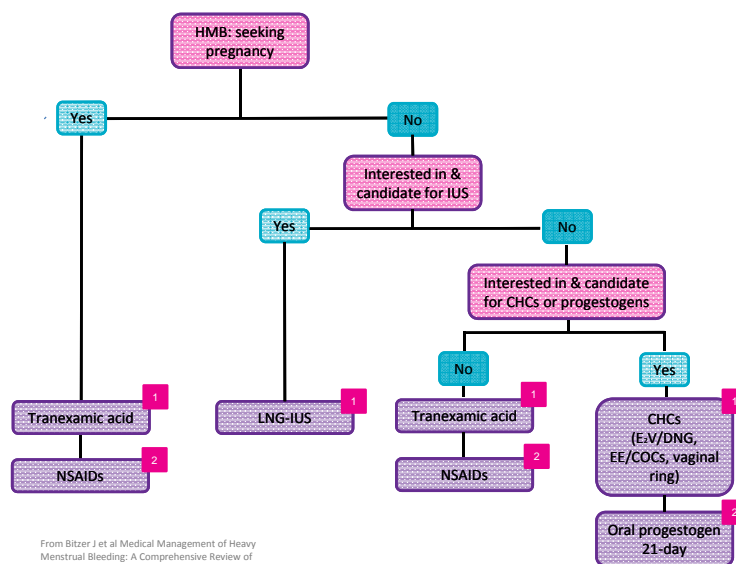 HMB: seeking
pregnancy
Yes
No
Interested in &
candidate for IUS
Yes
No
Interested in & candidate
for CHCs or progestogens
No
Yes
1
Tranexamic acid
2
NSAIDs
1
LNG-IUS
1
Tranexamic acid
2
NSAIDs
1
CHCs
(E₂V/DNG,
EE/COCs, vaginal
ring)
2
Oral progestogen
21-day
From Bitzer J et al Medical Management of Heavy
Menstrual Bleeding: A Comprehensive Review of